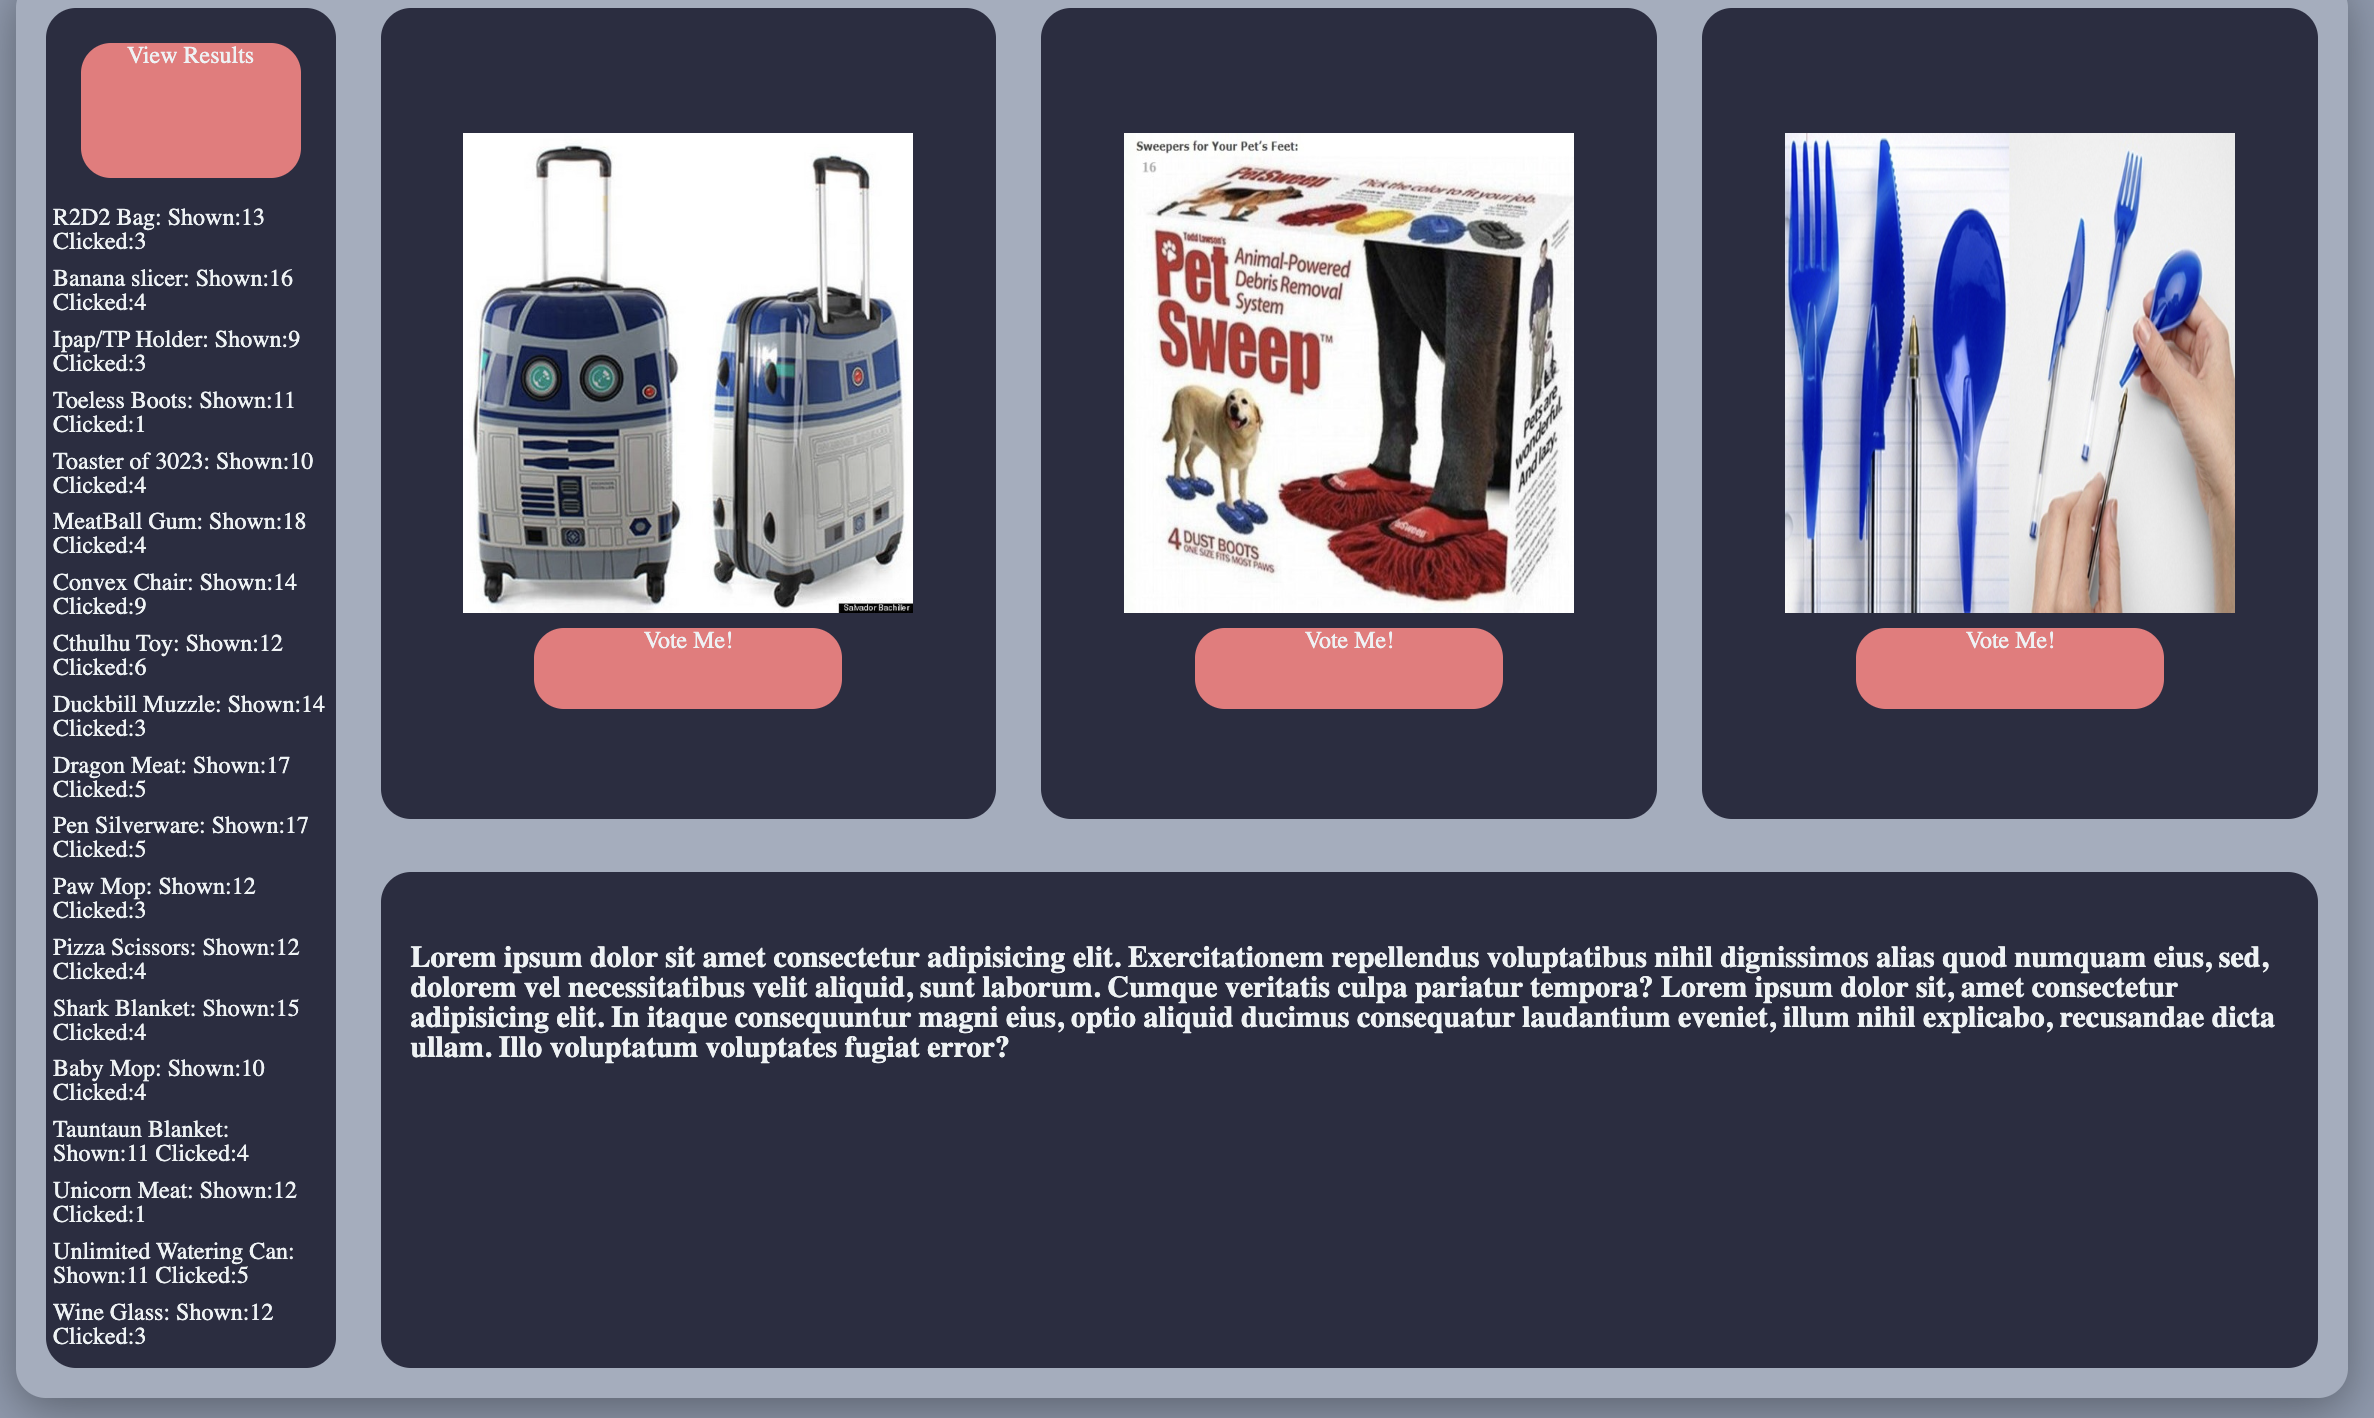 View Results
R2D2 Bag: Shown:13
Clicked:3
Banana slicer: Shown:16
Clicked:4
Ipap/TP Holder: Shown:9
Clicked:3
Toeless Boots: Shown:11
Clicked:1
Toaster of 3023: Shown:10
Clicked:4
MeatBall Gum: Shown:18
Clicked:4
Convex Chair: Shown:14
Clicked:9
Cthulhu Toy: Shown:12
Clicked:6
Duckbill Muzzle: Shown:14
Clicked:3
Dragon Meat: Shown:17
Clicked:5
Pen Silverware: Shown:17
Clicked:5
Paw Mop: Shown:12
Clicked:3
Pizza Scissors: Shown:12
Clicked:4
Shark Blanket: Shown:15
Clicked:4
Baby Mop: Shown:10
Clicked:4
Tauntaun Blanket:
Shown:11 Clicked:4
Unicorn Meat: Shown:12
Clicked:1
Unlimited Watering Can:
Shown:11 Clicked:5
Wine Glass: Shown:12
Clicked:3
Salvador Bachiller
Vote Me!
Sweepers for Your Pet's Feet:
16
PetSweep
Pick the color to fit your job.
Todd Lawson's
Pet
Sweep™
Animal-Powered
Debris Removal
System
Pets are
wonderful.
And lazy.
PetSweep
4 DUST BOOTS
ONE SIZE FITS MOST PAWS
Vote Me!
Vote Me!
Lorem ipsum dolor sit amet consectetur adipisicing elit. Exercitationem repellendus voluptatibus nihil dignissimos alias quod numquam eius, sed,
dolorem vel necessitatibus velit aliquid, sunt laborum. Cumque veritatis culpa pariatur tempora? Lorem ipsum dolor sit, amet consectetur
adipisicing elit. In itaque consequuntur magni eius, optio aliquid ducimus consequatur laudantium eveniet, illum nihil explicabo, recusandae dicta
ullam. Illo voluptatum voluptates fugiat error?